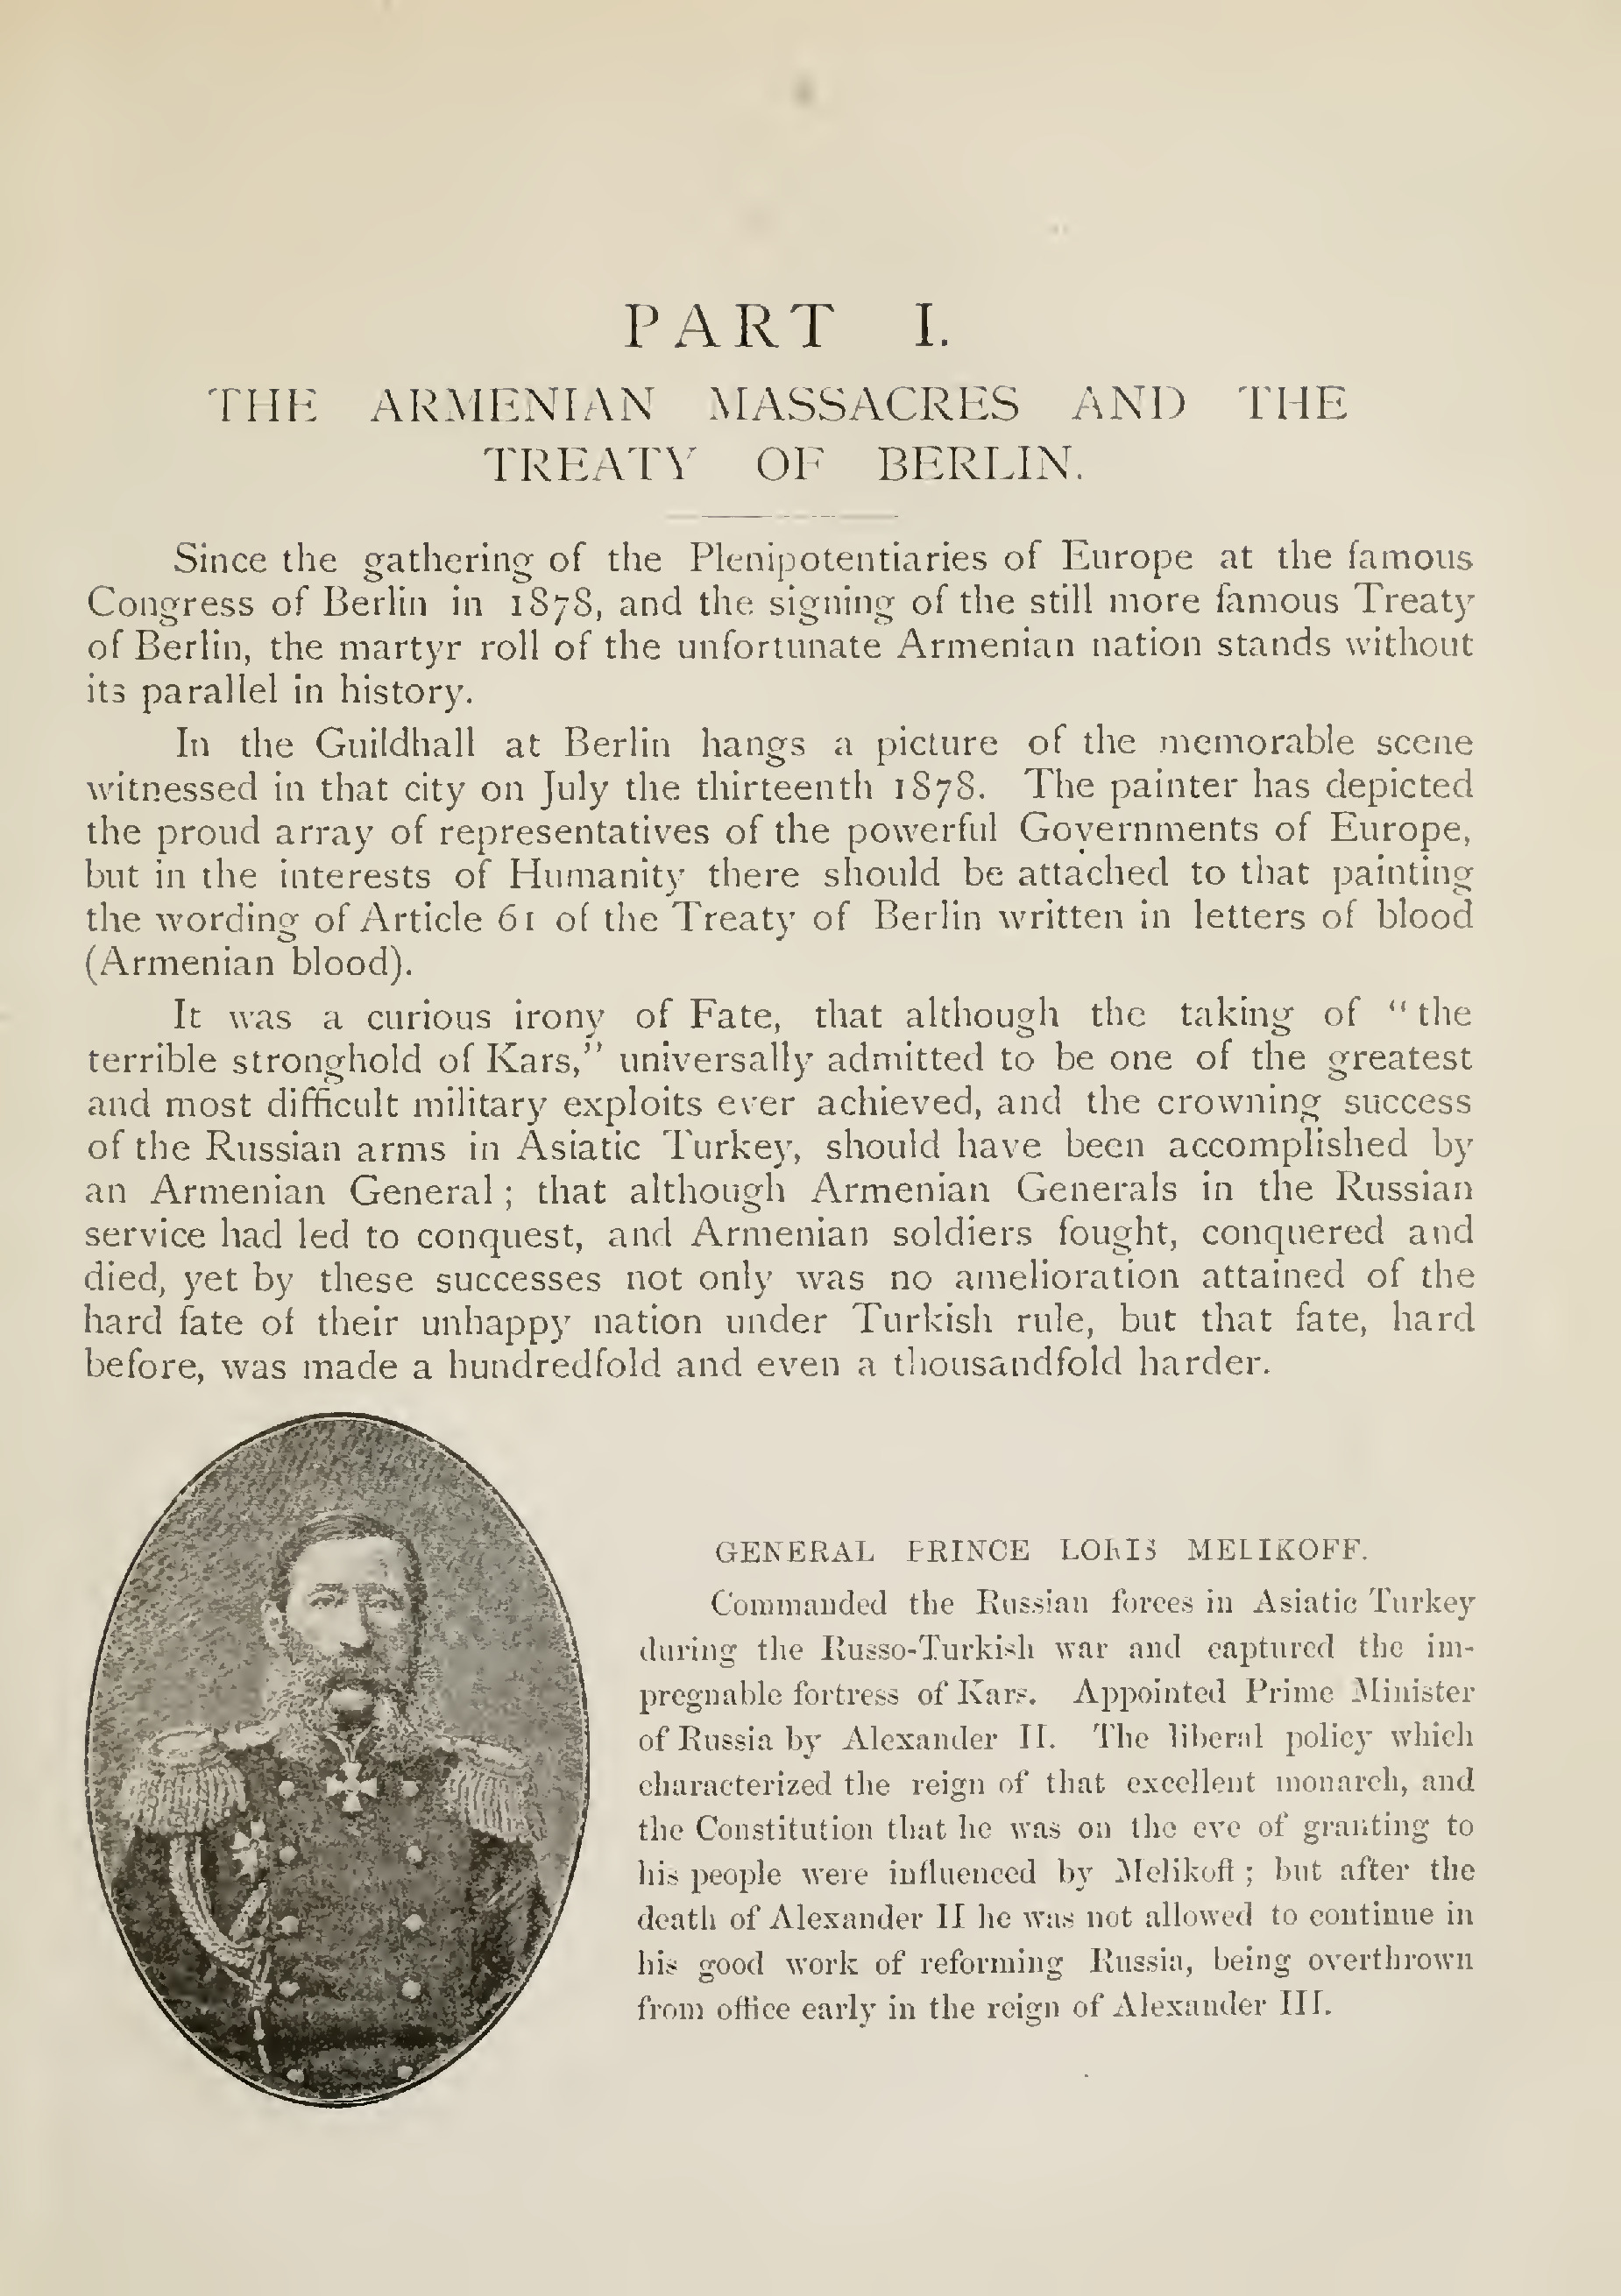 PART I.
THE ARMENIAN MASSACRES AND THE
TREATY OF BERLIN.
Since the gathering of the Plenipotentiaries of Europe at the famous
Congress of Berlin in 1878, and the signing of the still more famous Treaty
of Berlin, the martyr roll of the unfortunate Armenian nation stands without
its parallel in history.
In the Guildhall at Berlin hangs a picture of the memorable scene
witnessed in that city on July the thirteenth 1878. The painter has depicted
the proud array of representatives of the powerful Governments of Europe,
but in the interests of Humanity there should be attached to that painting
the wording of Article 61 of the Treaty of Berlin written in letters of blood
(Armenian blood).
It was a curious irony of Fate, that although the taking of “the
terrible stronghold of Kars,” universally admitted to be one of the greatest
and most difficult military exploits ever achieved, and the crowning success
of the Russian arms in Asiatic Turkey, should have been accomplished by
an Armenian General; that although Armenian Generals in the Russian
service had led to conquest, and Armenian soldiers fought, conquered and
died, yet by these successes not only was no amelioration attained of the
hard fate of their unhappy nation under Turkish rule, but that fate, hard
before, was made a hundredfold and even a thousandfold harder.
GENERAL PRINCE LORIS MELIKOFF.
Commanded the Russian forces in Asiatic Turkey
during the Russo-Turkish war and captured the im-
pregnable fortress of Kars. Appointed Prime Minister
of Russia by Alexander II. The liberal policy which
characterized the reign of that excellent monarch, and
the Constitution that he was on the eve of granting to
his people were influenced by Melikoff; but after the
death of Alexander II he was not allowed to continue in
his good work of reforming Russia, being overthrown
from office early in the reign of Alexander III.